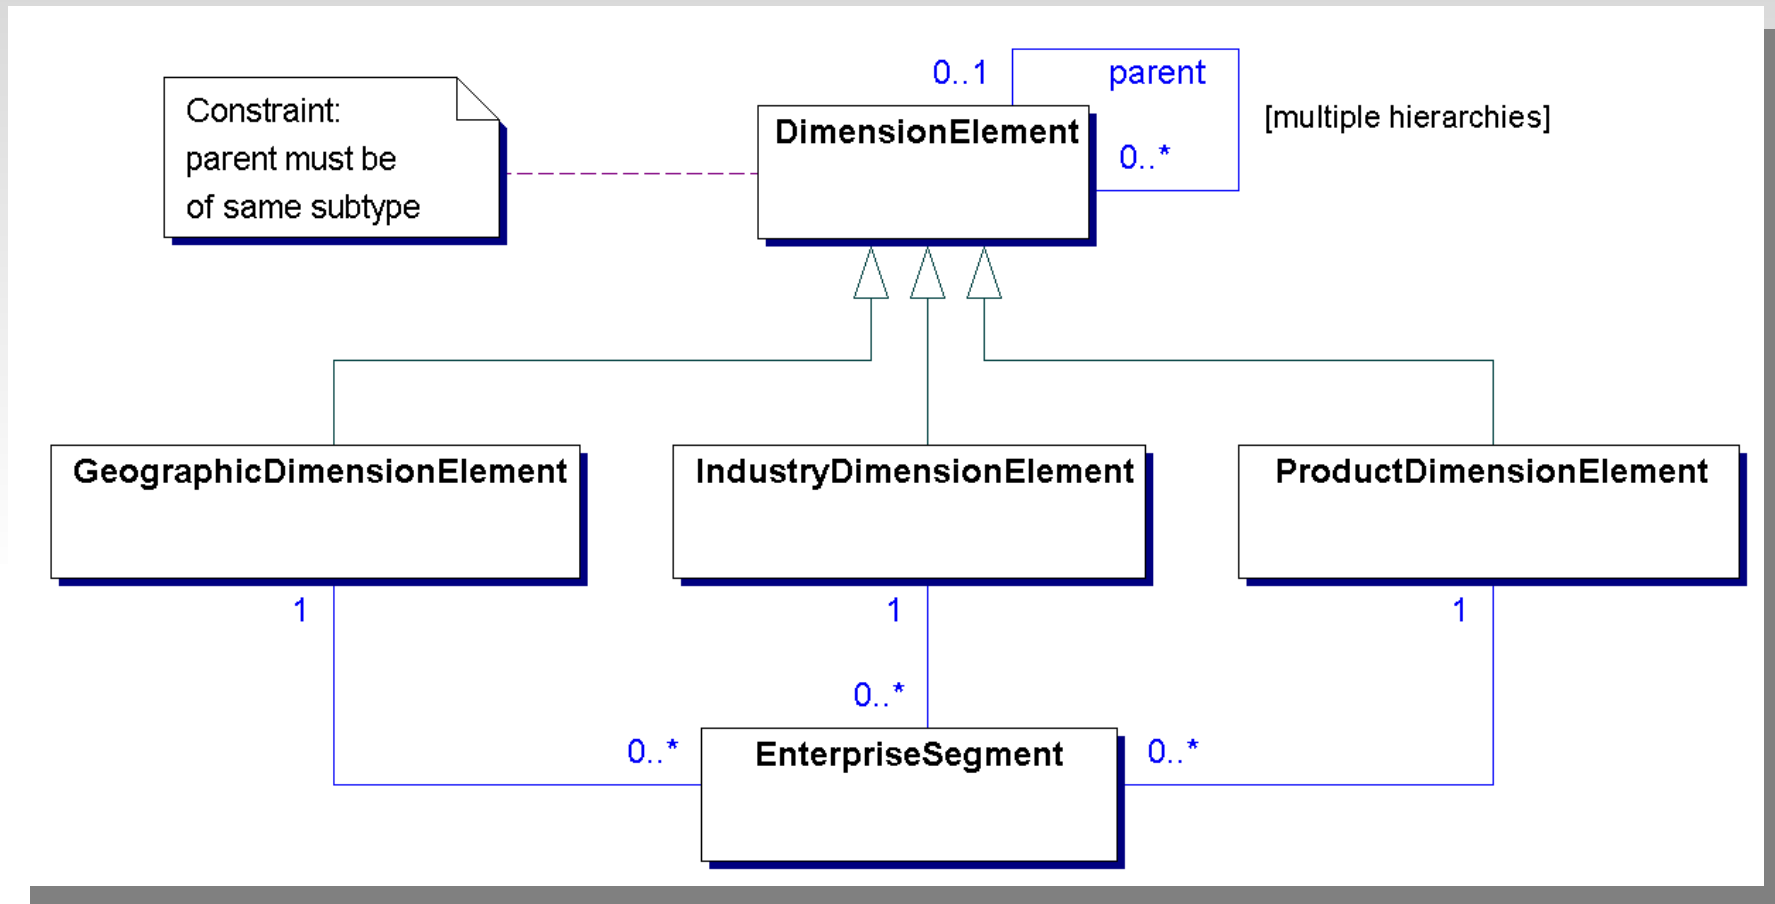 0..1
parent
Constraint:
parent must be
of same subtype
DimensionElement
[multiple hierarchies]
0..*
GeographicDimensionElement
IndustryDimensionElement
ProductDimensionElement
1
1
1
0..*
0..*
EnterpriseSegment
0..*